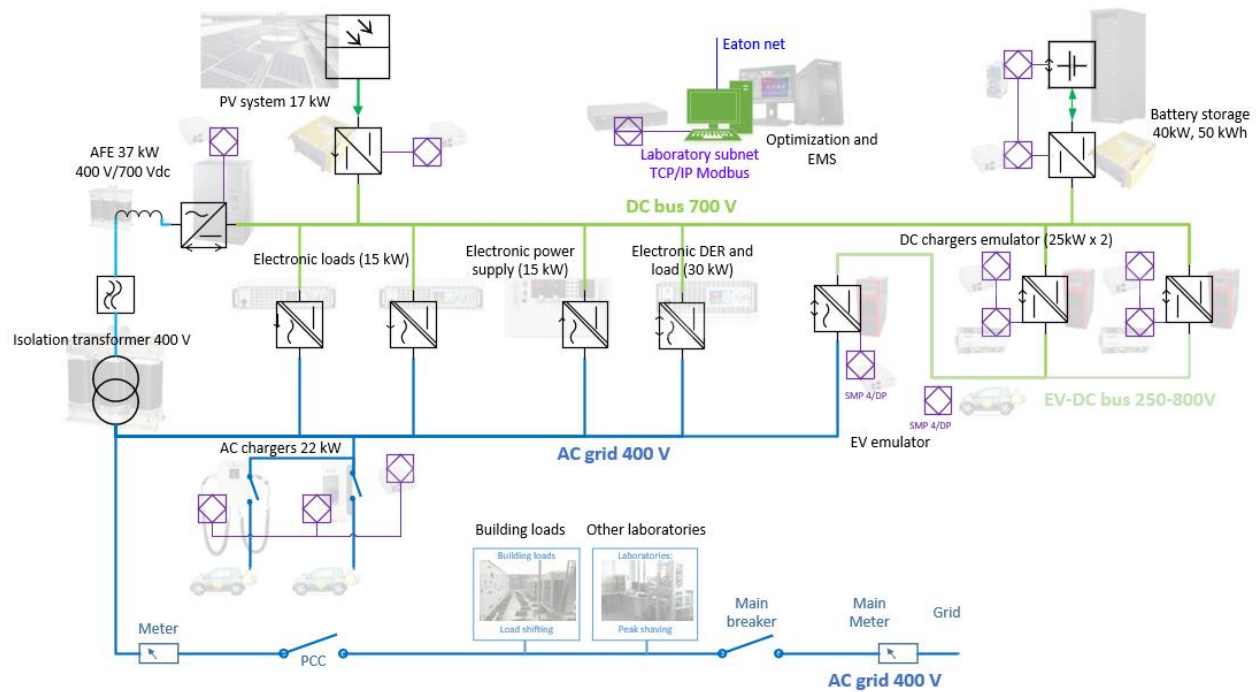 Eaton net
PV system 17 kW
Optimization and
EMS
Battery storage
40kW, 50 kWh
AFE 37 kW
400 V/700 Vdc
Laboratory subnet
TCP/IP Modbus
DC bus 700 V
Electronic loads (15 kW)
Electronic power
supply (15 kW)
Electronic DER and
load (30 kW)
DC chargers emulator (25kW x 2)
Isolation transformer 400 V
SMP 4/DP
EV-DC bus 250-800V
SMP 4/DP
EV emulator
AC chargers 22 kW
AC grid 400 V
Building loads
Other laboratories
Building loads
Laboratories:
Load shifting
Peak shaving
Meter
PCC
Main
breaker
Main
Meter
Grid
AC grid 400 V